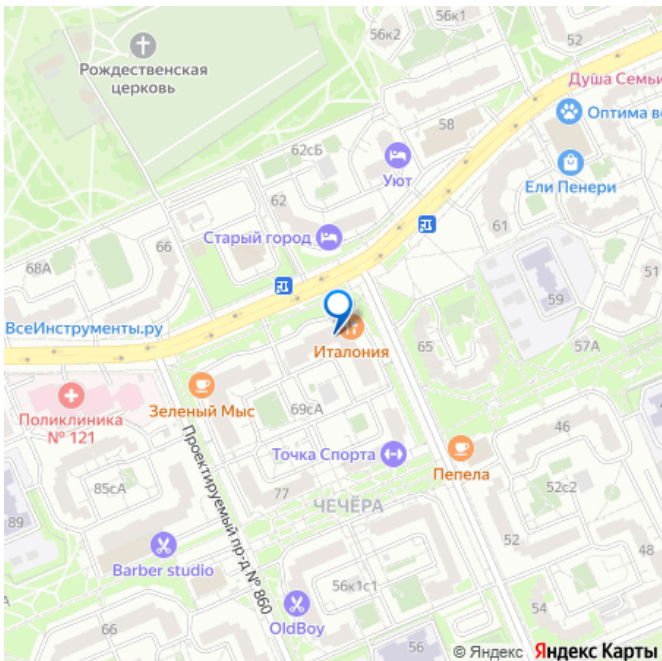 56к2
56к1
52
Рождественская
церковь
Душа Семьи
Оптима в
58
62сБ
Уют
Ели Пенери
62
Старый город
61
66
68А
51
59
ВсеИнструменты.ру
Италония
65
57А
Поликлиника
№ 121
Зеленый Мыс
69сА
46
Точка Спорта
Пепела
85сА
77
52с2
ЧЕЧЁРА
89
Проектируемый пр-д № 860
52
48
Barber studio
56к1с1
54
66
OldBoy
56
© Яндекс Яндекс Карты